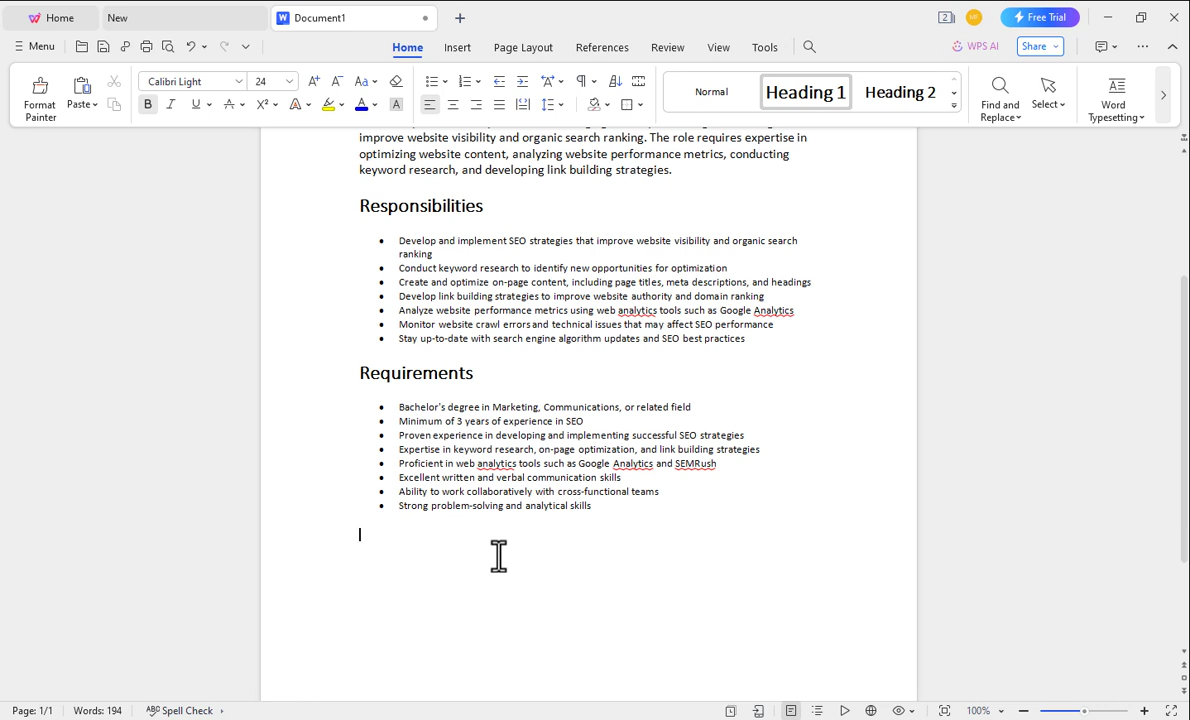 Home
New
Document1
2
Free Trial
Menu
Home
Insert
Page Layout
References
Review
View
Tools
WPS AI
Share
Format
Painter
Paste
Calibri Light
24
Normal
Heading 1
Heading 2
Find and
Replace
Select
Word
Typesetting
improve website visibility and organic search ranking. The role requires expertise in
optimizing website content, analyzing website performance metrics, conducting
keyword research, and developing link building strategies.
Responsibilities
• Develop and implement SEO strategies that improve website visibility and organic search
ranking
• Conduct keyword research to identify new opportunities for optimization
• Create and optimize on-page content, including page titles, meta descriptions, and headings
• Develop link building strategies to improve website authority and domain ranking
• Analyze website performance metrics using web analytics tools such as Google Analytics
• Monitor website crawl errors and technical issues that may affect SEO performance
• Stay up-to-date with search engine algorithm updates and SEO best practices
Requirements
• Bachelor's degree in Marketing, Communications, or related field
• Minimum of 3 years of experience in SEO
• Proven experience in developing and implementing successful SEO strategies
• Expertise in keyword research, on-page optimization, and link building strategies
• Proficient in web analytics tools such as Google Analytics and SEMRush
• Excellent written and verbal communication skills
• Ability to work collaboratively with cross-functional teams
• Strong problem-solving and analytical skills
Page: 1/1
Words: 194
Spell Check
100%